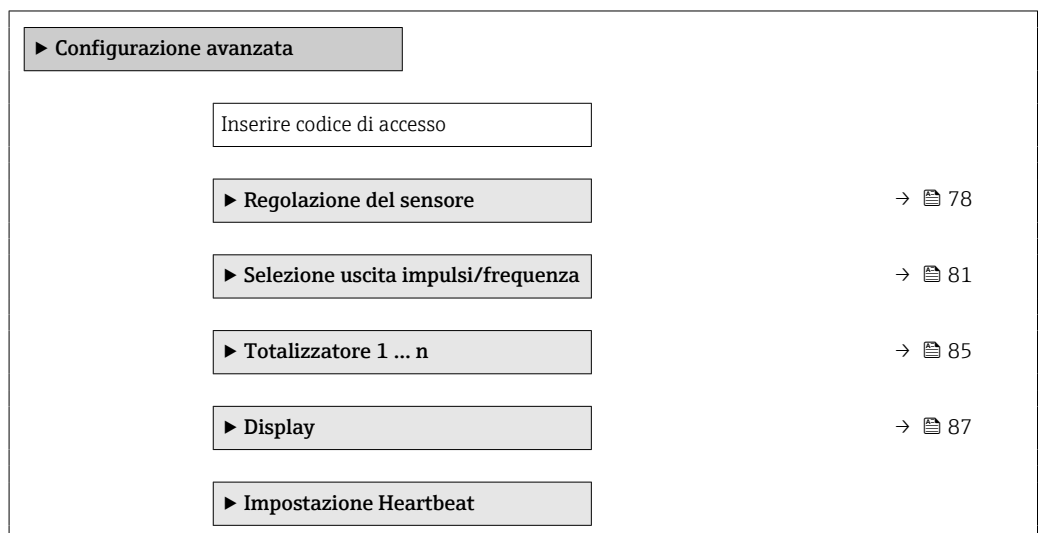 ▶ Configurazione avanzata
Inserire codice di accesso
▶ Regolazione del sensore → 78
▶ Selezione uscita impulsi/frequenza → 81
▶ Totalizzatore 1 … n → 85
▶ Display → 87
▶ Impostazione Heartbeat